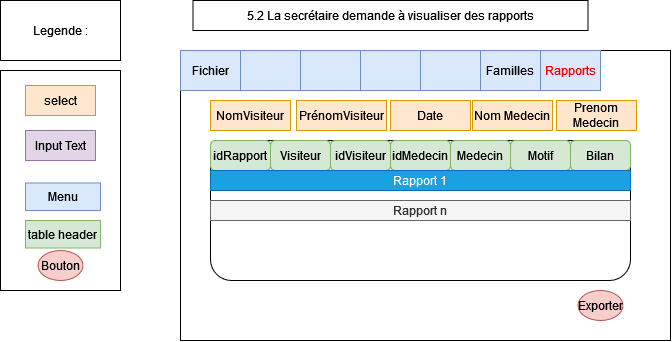 Legende :
5.2 La secrétaire demande à visualiser des rapports
select
Input Text
Menu
table header
Bouton
Fichier Familles Rapports
NomVisiteur PrénomVisiteur Date Nom Medecin Prenom
Medecin
idRapport Visiteur idVisiteur idMedecin Medecin Motif Bilan
Rapport 1
Rapport n
Exporter